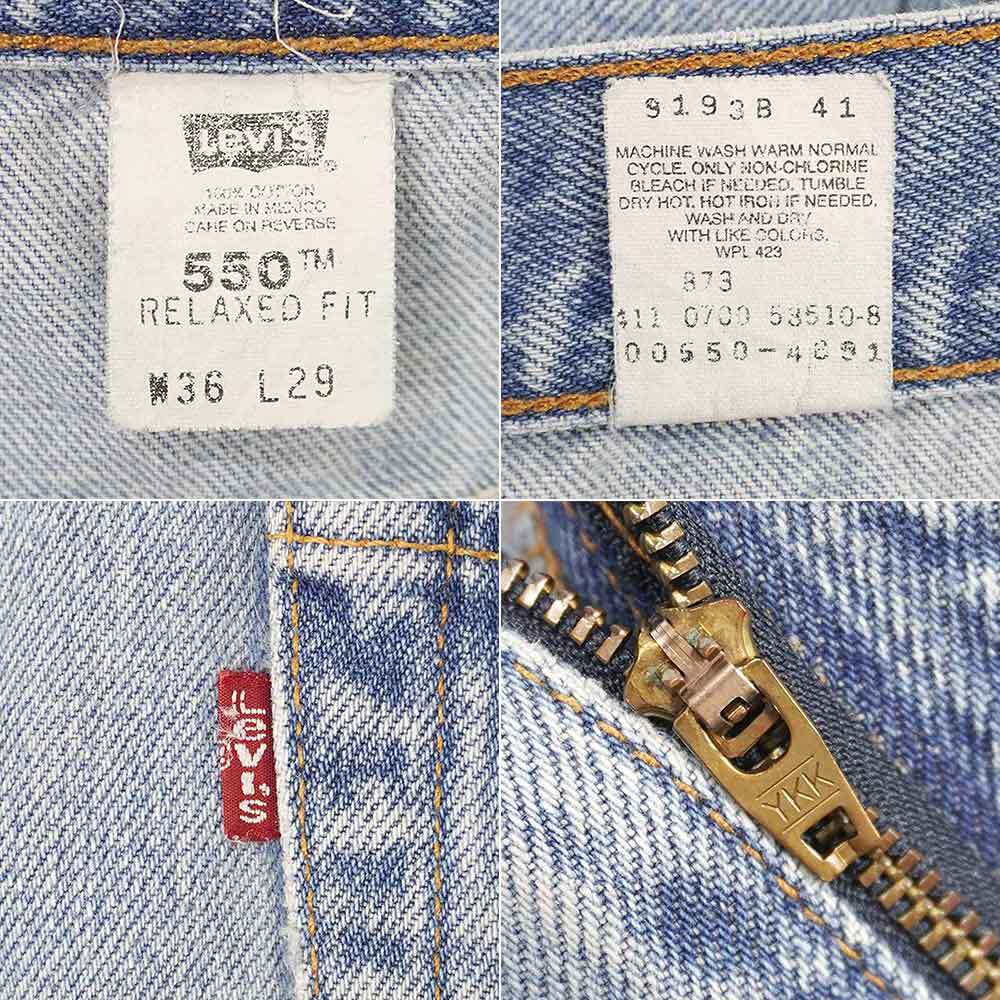 Levi's®
100% COTTON
MADE IN MEXICO
CARE ON REVERSE
550™
RELAXED FIT
W36 L29
9193B 41
MACHINE WASH WARM NORMAL
CYCLE. ONLY NON-CHLORINE
BLEACH IF NEEDED. TUMBLE
DRY HOT. HOT IRON IF NEEDED.
WASH AND DRY
WITH LIKE COLORS.
WPL 423
873
0700 53510-8
00550-4891
LEVI'S
YKK